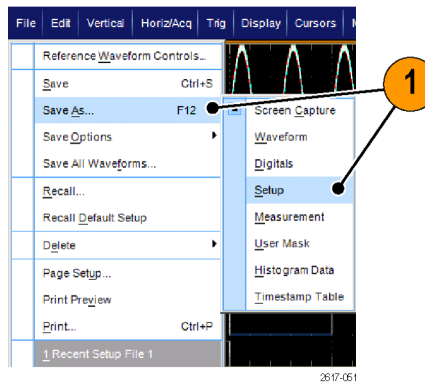 File Edit Vertical Horiz/Acq Trig Display Cursors
Reference Waveform Controls...
Save Ctrl+S
Save As... F12
Save Options
Save All Waveforms...
Recall...
Recall Default Setup
Delete
Page Setup...
Print Preview
Print... Ctrl+P
1 Recent Setup File 1
Screen Capture
Waveform
Digitals
Setup
Measurement
User Mask
Histogram Data
Timestamp Table
1
2617-051